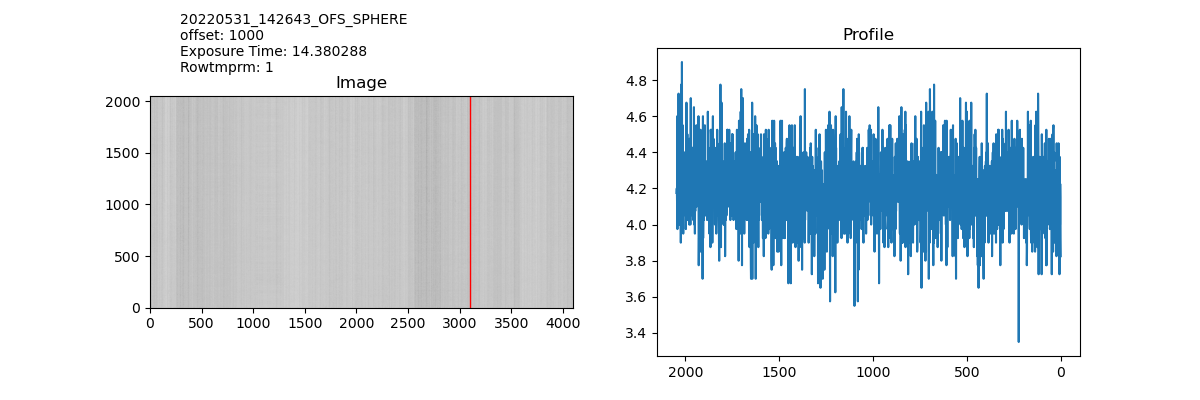 20220531_142643_OFS_SPHERE
offset: 1000
Exposure Time: 14.380288
Rowtmprm: 1
Image
2000
1500
1000
500
0
0 500 1000 1500 2000 2500 3000 3500 4000
Profile
4.8
4.6
4.4
4.2
4.0
3.8
3.6
3.4
2000 1500 1000 500 0